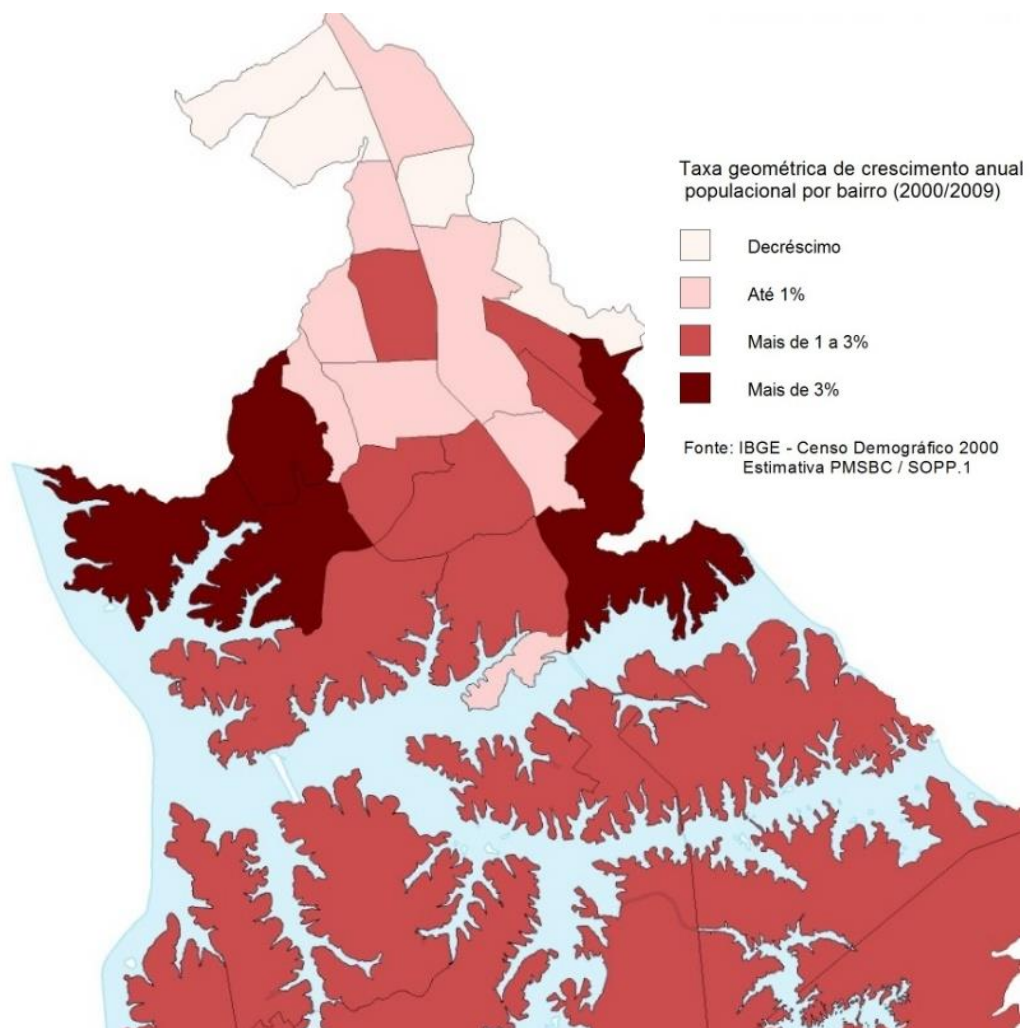 Taxa geométrica de crescimento anual
populacional por bairro (2000/2009)
Decréscimo
Até 1%
Mais de 1 a 3%
Mais de 3%
Fonte: IBGE - Censo Demográfico 2000
Estimativa PMSBC / SOPP.1